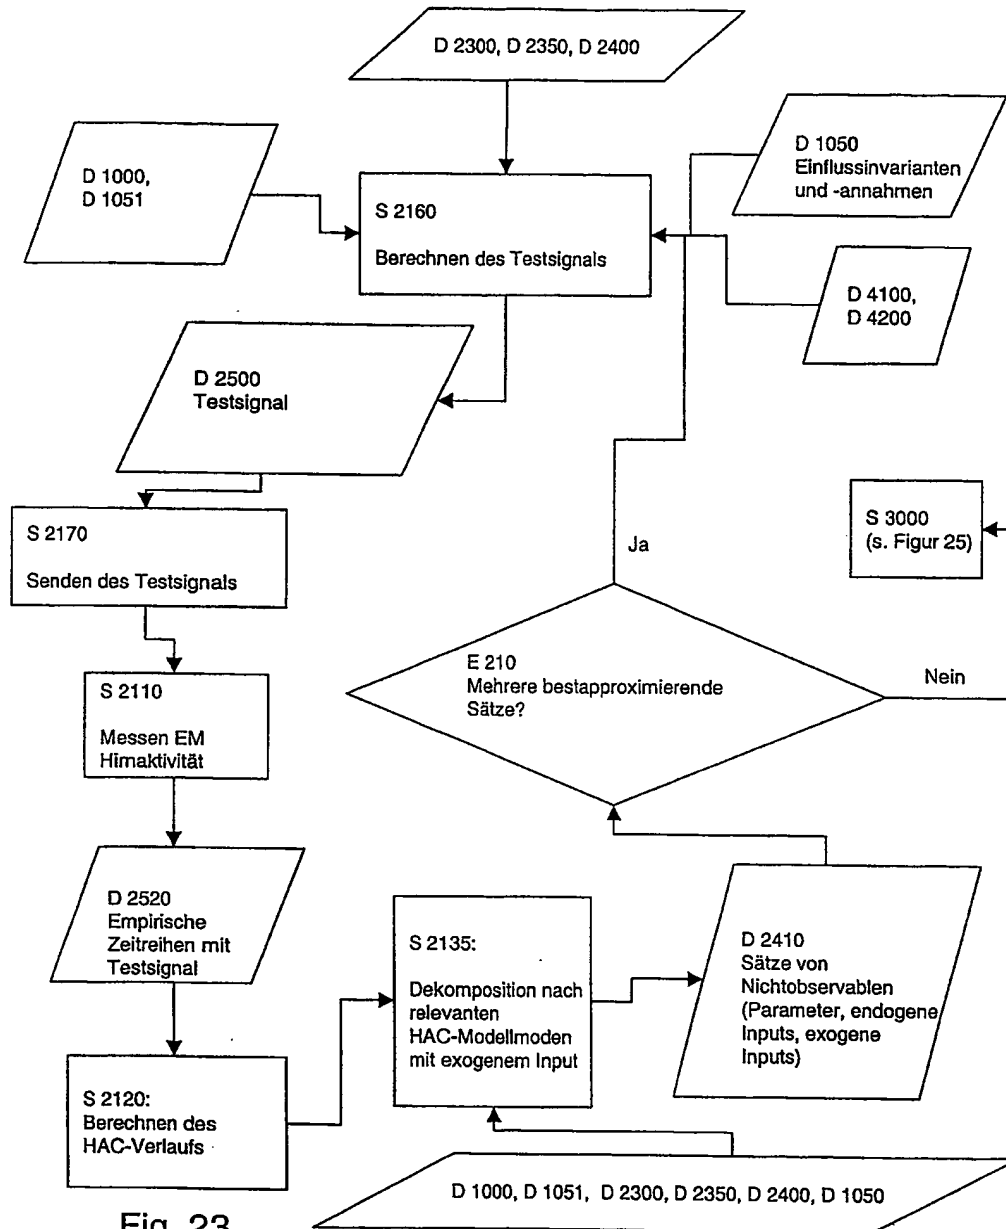 D 2300, D 2350, D 2400
D 1000,
D 1051
S 2160
Berechnen des Testsignals
D 1050
Einflussinvarianten
und -annahmen
D 4100,
D 4200
D 2500
Testsignal
S 2170
Senden des Testsignals
S 3000
(s. Figur 25)
Ja
E 210
Mehrere bestapproximierende
Sätze?
Nein
S 2110
Messen EM
Hirnaktivität
D 2520
Empirische
Zeitreihen mit
Testsignal
S 2135:
Dekomposition nach
relevanten
HAC-Modellmoden
mit exogenem Input
D 2410
Sätze von
Nichtobservablen
(Parameter, endogene
Inputs, exogene
Inputs)
S 2120:
Berechnen des
HAC-Verlaufs
D 1000, D 1051, D 2300, D 2350, D 2400, D 1050
Fig. 23